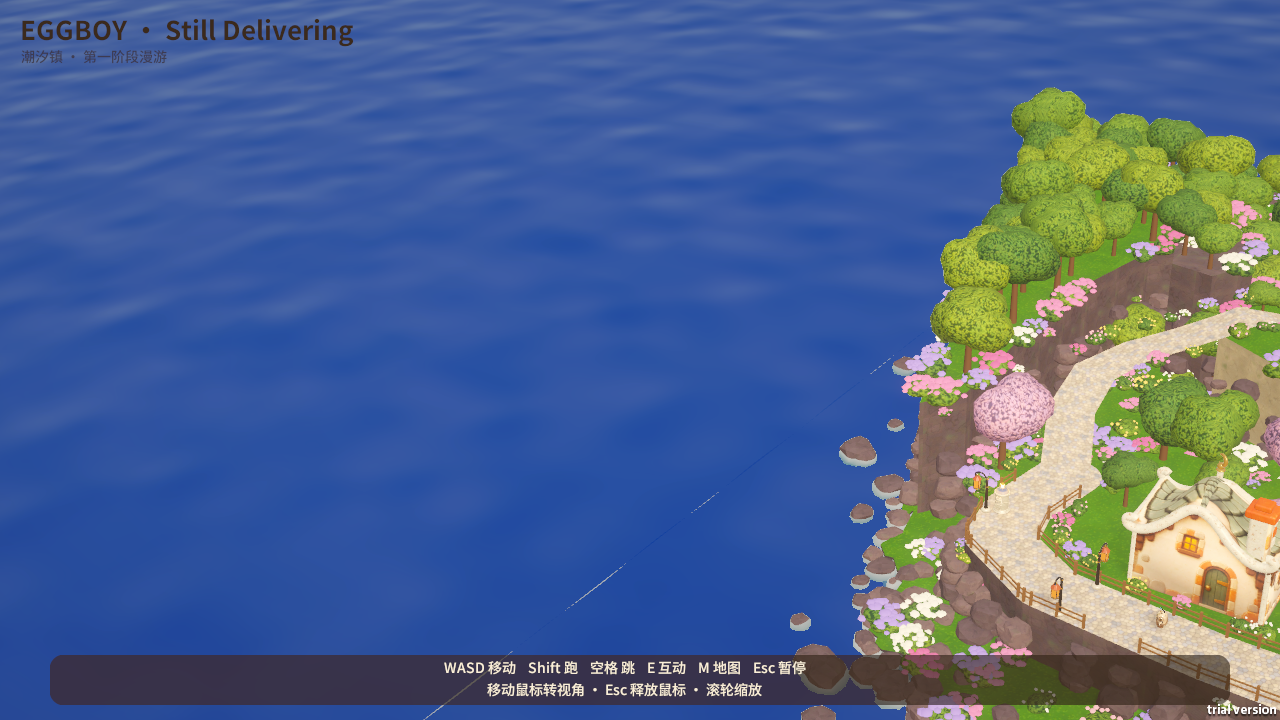 EGGBOY • Still Delivering
潮汐镇 • 第一阶段漫游
WASD 移动 Shift 跑 空格 跳 E 互动 M 地图 Esc 暂停
移动鼠标转视角 • Esc 释放鼠标 • 滚轮缩放
trial version